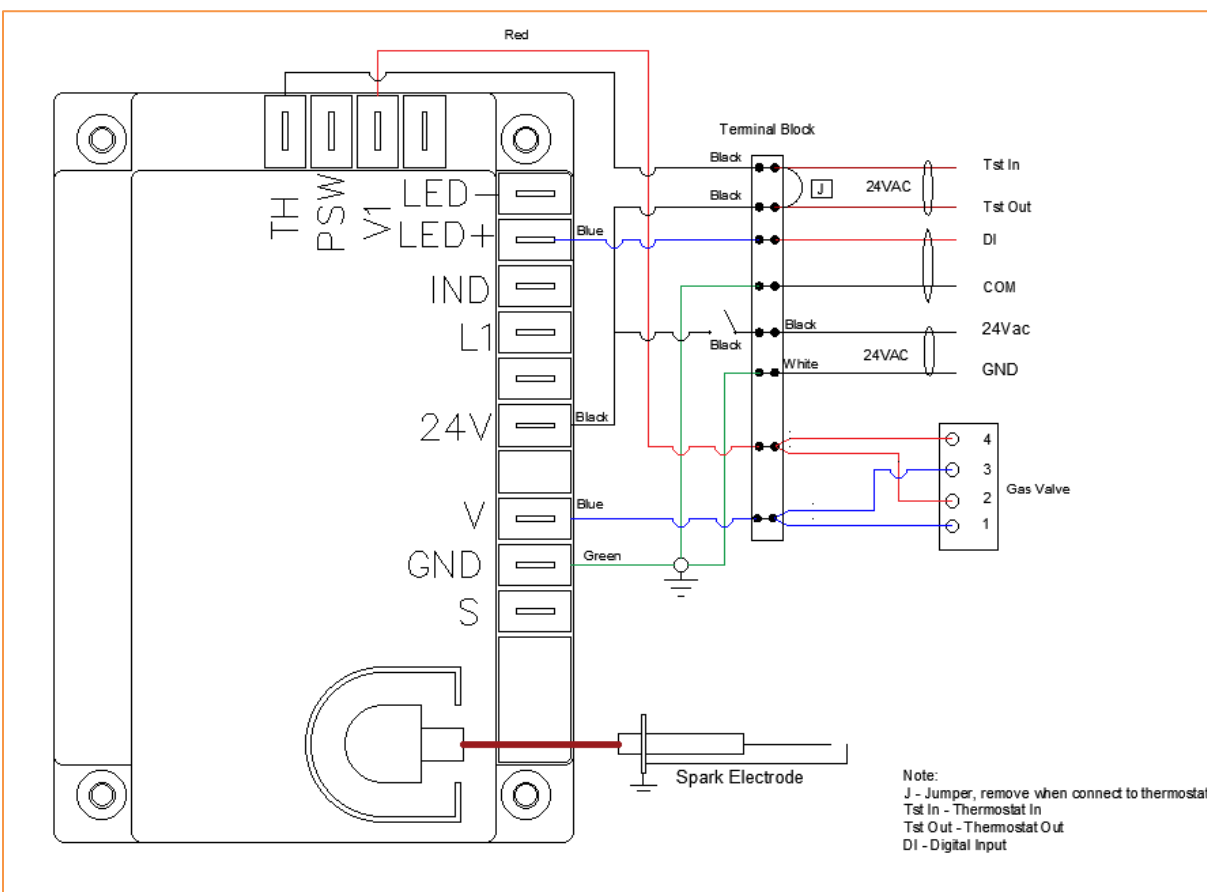 Red
Terminal Block
TH
PSW
V1
LED-
LED+
IND
L1
24V
V
GND
S
Blue
Black
Blue
Green
Black
Black
Black
J
24VAC
Tst In
Tst Out
DI
COM
Black
24Vac
24VAC
White
GND
4
3
2
1
Gas Valve
Spark Electrode
Note:
J - Jumper, remove when connect to thermostat
Tst In - Thermostat In
Tst Out - Thermostat Out
DI - Digital Input